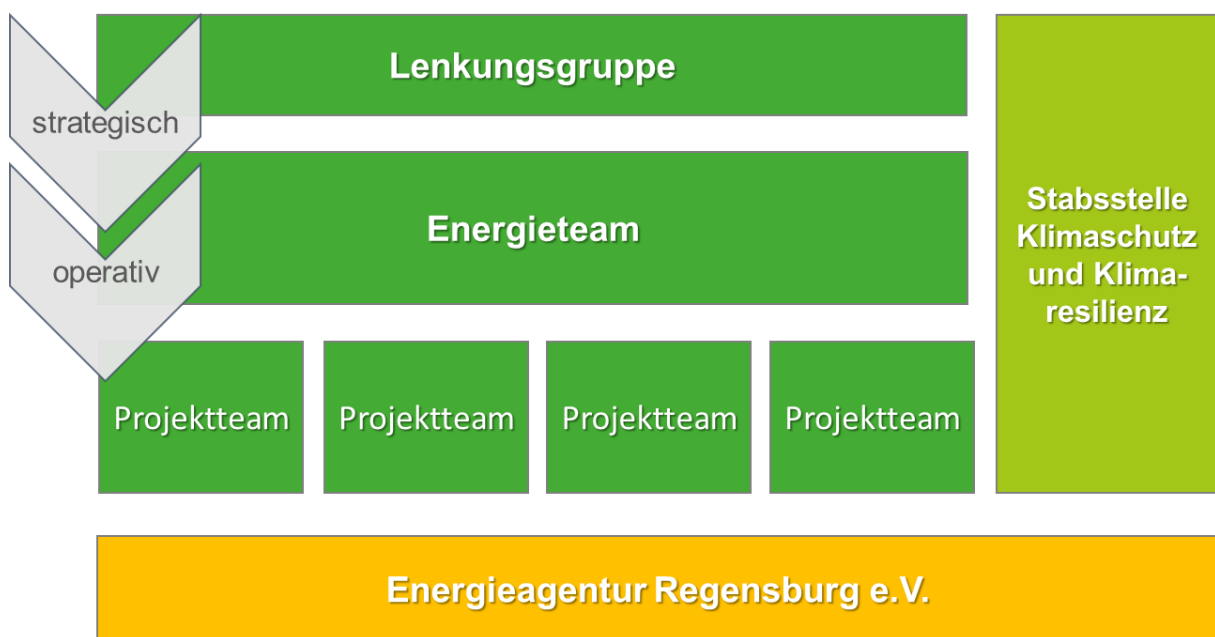 Lenkungsgruppe
strategisch
Energieteam
operativ
Stabsstelle
Klimaschutz
und Klima-
resilienz
Projektteam
Projektteam
Projektteam
Projektteam
Energieagentur Regensburg e.V.